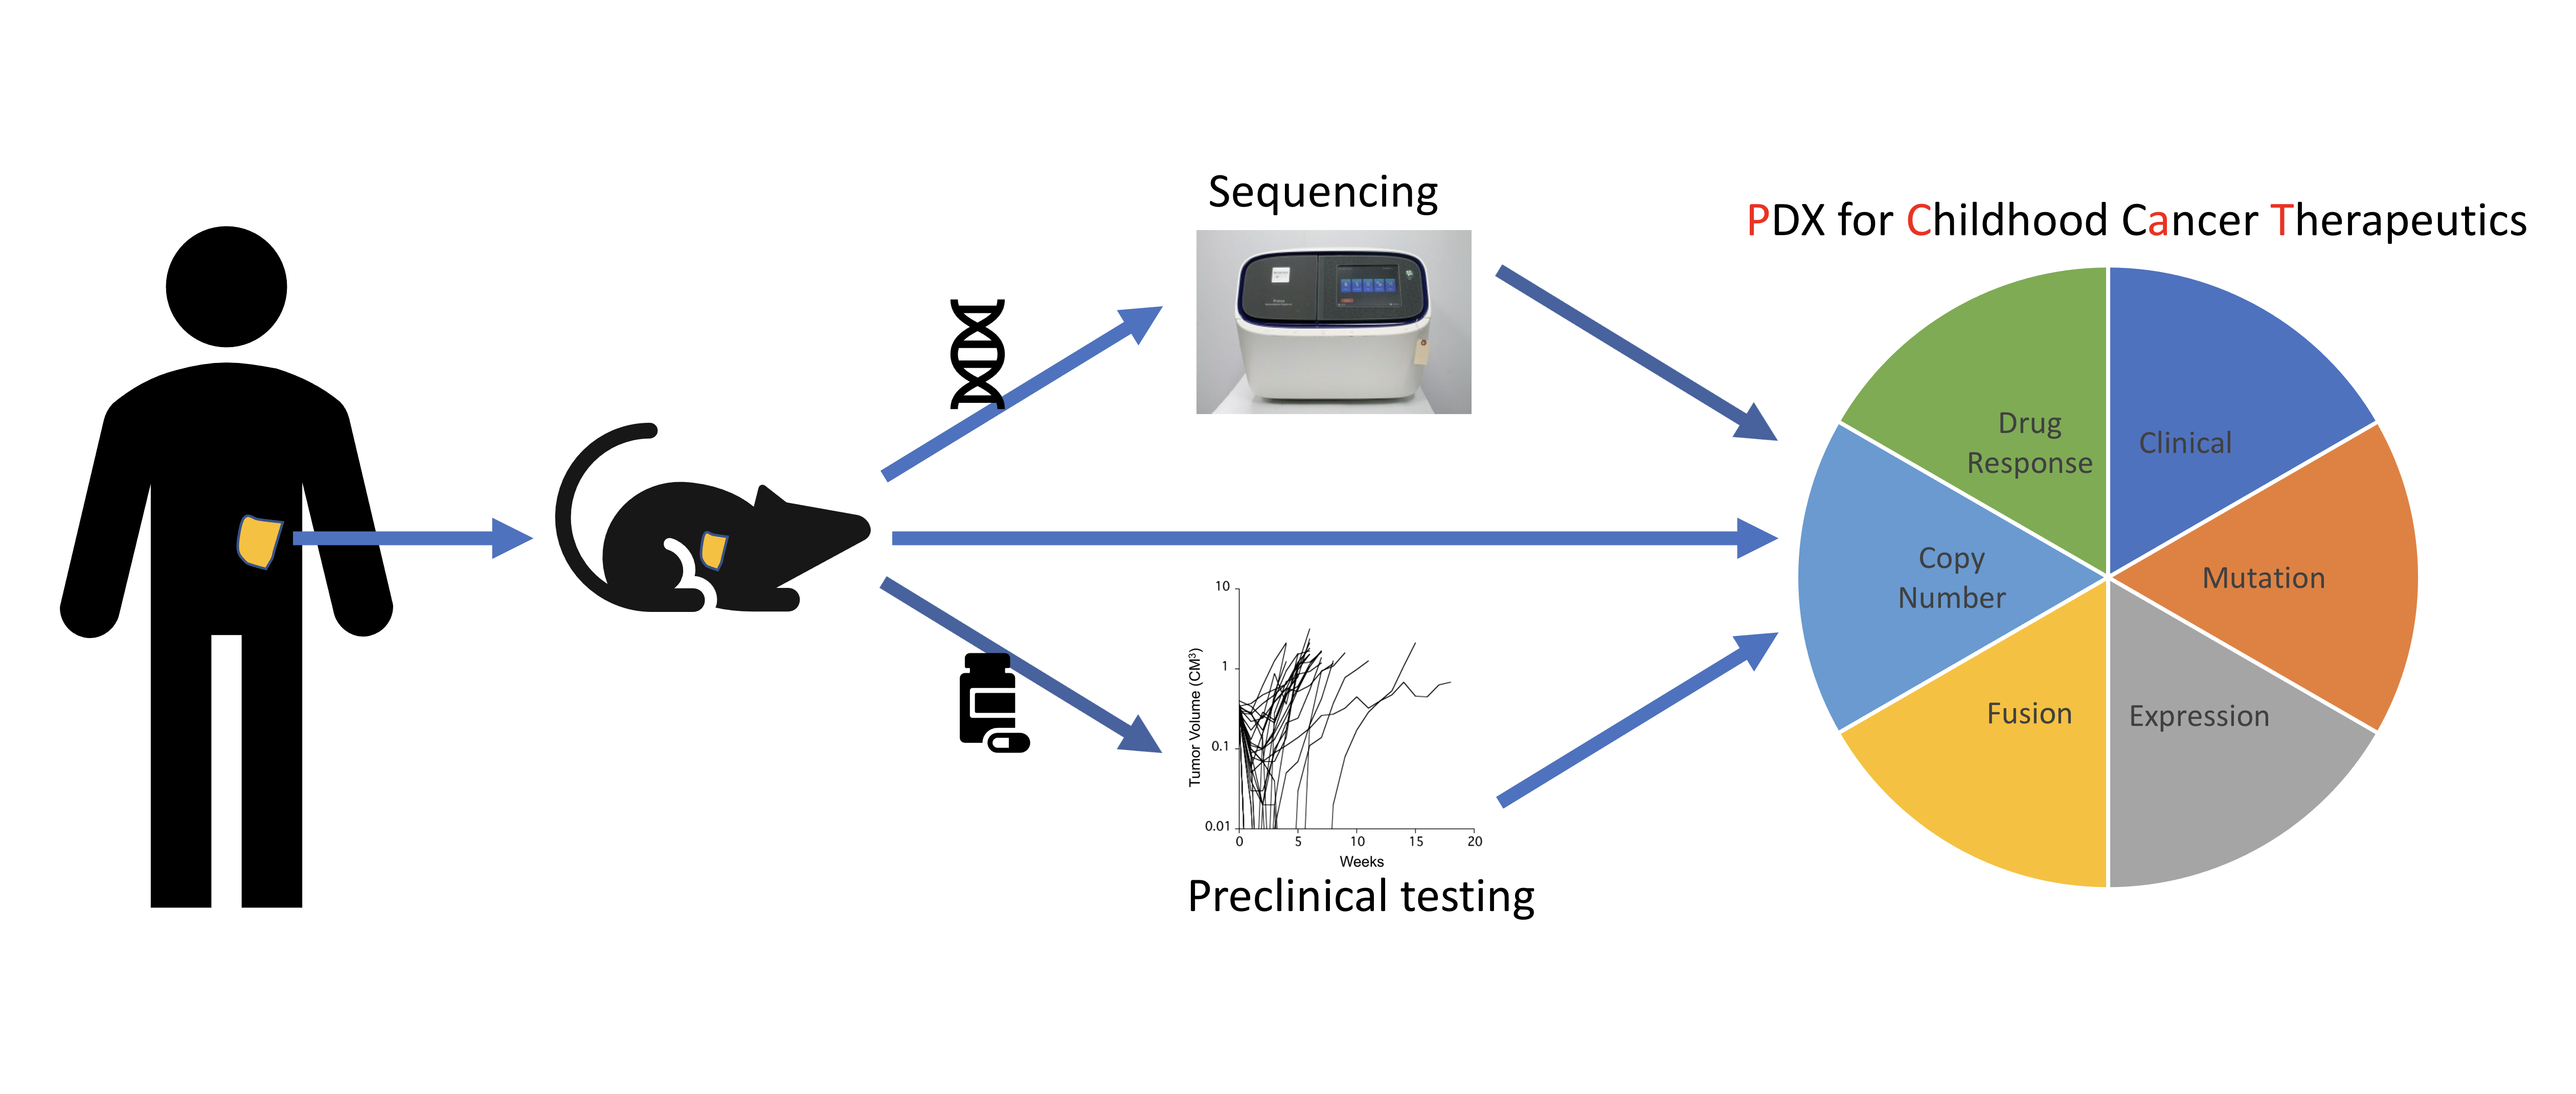 Sequencing
PDX for Childhood Cancer Therapeutics
Drug
Response
Clinical
Copy
Number
Mutation
Fusion
Expression
10
1
0.1
0.01
Tumor Volume (CM³)
0 5 10 15 20
Weeks
Preclinical testing